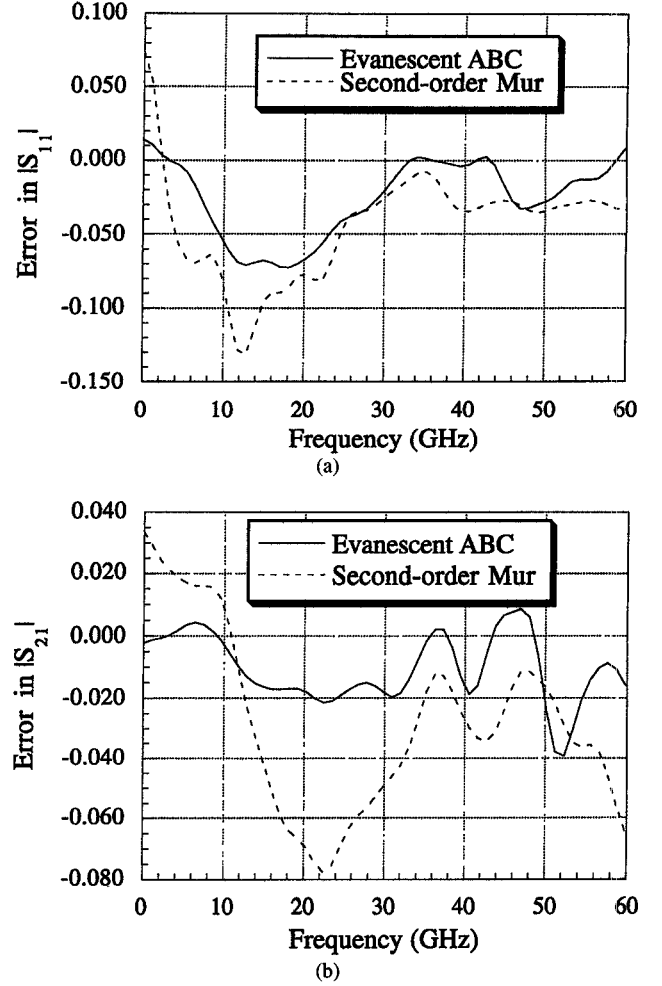 0.100
0.050
0.000
-0.050
-0.100
-0.150
Error in |S11|
Evanescent ABC
Second-order Mur
0 10 20 30 40 50 60
Frequency (GHz)
(a)
0.040
0.020
0.000
-0.020
-0.040
-0.060
-0.080
Error in |S21|
Evanescent ABC
Second-order Mur
0 10 20 30 40 50 60
Frequency (GHz)
(b)